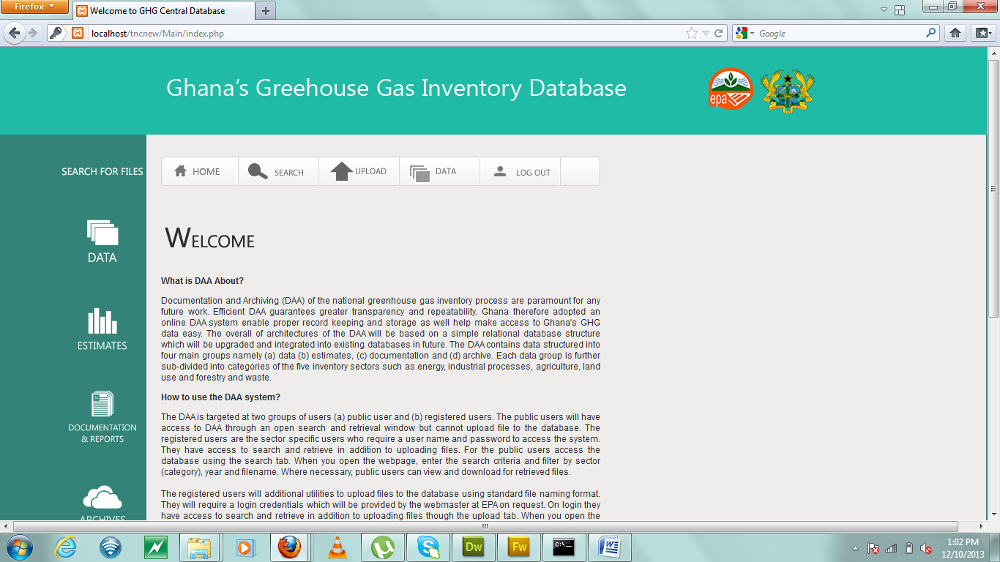 Firefox
Welcome to GHG Central Database
localhost/tncnew/Main/index.php
Google
Ghana's Greehouse Gas Inventory Database
epa
SEARCH FOR FILES
HOME
SEARCH
UPLOAD
DATA
LOG OUT
DATA
ESTIMATES
DOCUMENTATION
& REPORTS
ARCHIVES
WELCOME
What is DAA About?
Documentation and Archiving (DAA) of the national greenhouse gas inventory process are paramount for any
future work. Efficient DAA guarantees greater transparency and repeatability. Ghana therefore adopted an
online DAA system enable proper record keeping and storage as well help make access to Ghana's GHG
data easy. The overall of architectures of the DAA will be based on a simple relational database structure
which will be upgraded and integrated into existing databases in future. The DAA contains data structured into
four main groups namely (a) data (b) estimates, (c) documentation and (d) archive. Each data group is further
sub-divided into categories of the five inventory sectors such as energy, industrial processes, agriculture, land
use and forestry and waste.
How to use the DAA system?
The DAA is targeted at two groups of users (a) public user and (b) registered users. The public users will have
access to DAA through an open search and retrieval window but cannot upload file to the database. The
registered users are the sector specific users who require a user name and password to access the system.
They have access to search and retrieve in addition to uploading files. For the public users access the
database using the search tab. When you open the webpage, enter the search criteria and filter by sector
(category), year and filename. Where necessary, public users can view and download for retrieved files.
The registered users will additional utilities to upload files to the database using standard file naming format.
They will require a login credentials which will be provided by the webmaster at EPA on request. On login they
have access to search and retrieve in addition to uploading files though the upload tab. When you open the
Dw
Fw
C:\
W
1:02 PM
12/10/2013